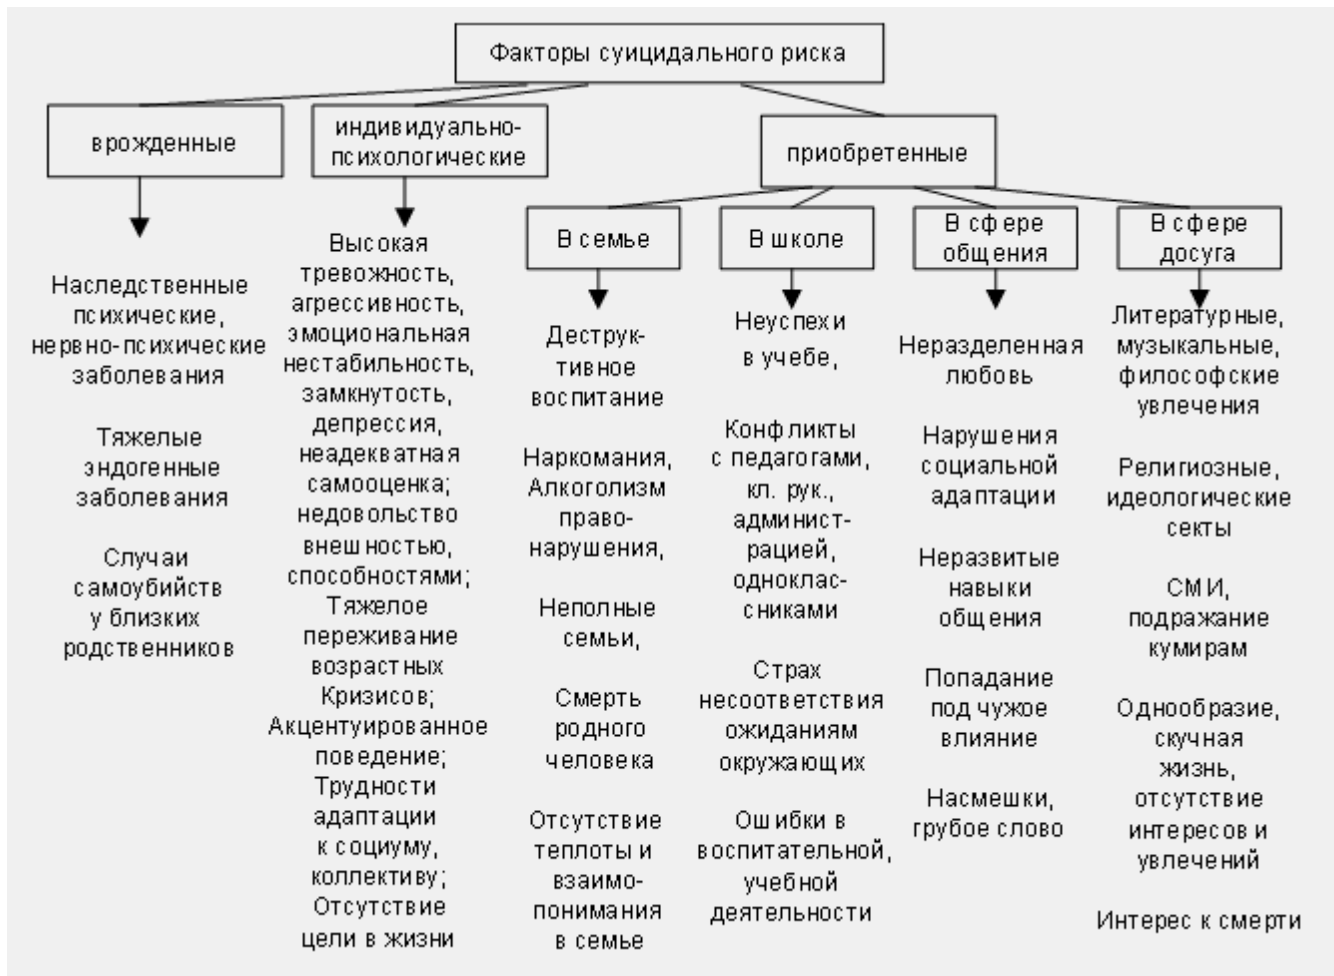 Факторы суицидального риска
врожденные
индивидуально-
психологические
приобретенные
В семье
В школе
В сфере
общения
В сфере
досуга
Наследственные
психические,
нервно-психические
заболевания
Тяжелые
эндогенные
заболевания
Случаи
самоубийств
у близких
родственников
Высокая
тревожность,
агрессивность,
эмоциональная
нестабильность,
замкнутость,
депрессия,
неадекватная
самооценка;
недовольство
внешностью,
способностями;
Тяжелое
переживание
возрастных
Кризисов;
Акцентуированное
поведение;
Трудности
адаптации
к социуму,
коллективу;
Отсутствие
цели в жизни
Деструк-
тивное
воспитание
Наркомания,
Алкоголизм
право-
нарушения,
Неполные
семьи,
Смерть
родного
человека
Отсутствие
теплоты и
взаимо-
понимания
в семье
Неуспехи
в учебе,
Конфликты
с педагогами,
кл. рук.,
админист-
рацией,
одноклас-
сниками
Страх
несоответствия
ожиданиям
окружающих
Ошибки в
воспитательной,
учебной
деятельности
Неразделенная
любовь
Нарушения
социальной
адаптации
Неразвитые
навыки
общения
Попадание
под чужое
влияние
Насмешки,
грубое слово
Литературные,
музыкальные,
философские
увлечения
Религиозные,
идеологические
секты
СМИ,
подражание
кумирам
Однообразие,
скучная
жизнь,
отсутствие
интересов и
увлечений
Интерес к смерти